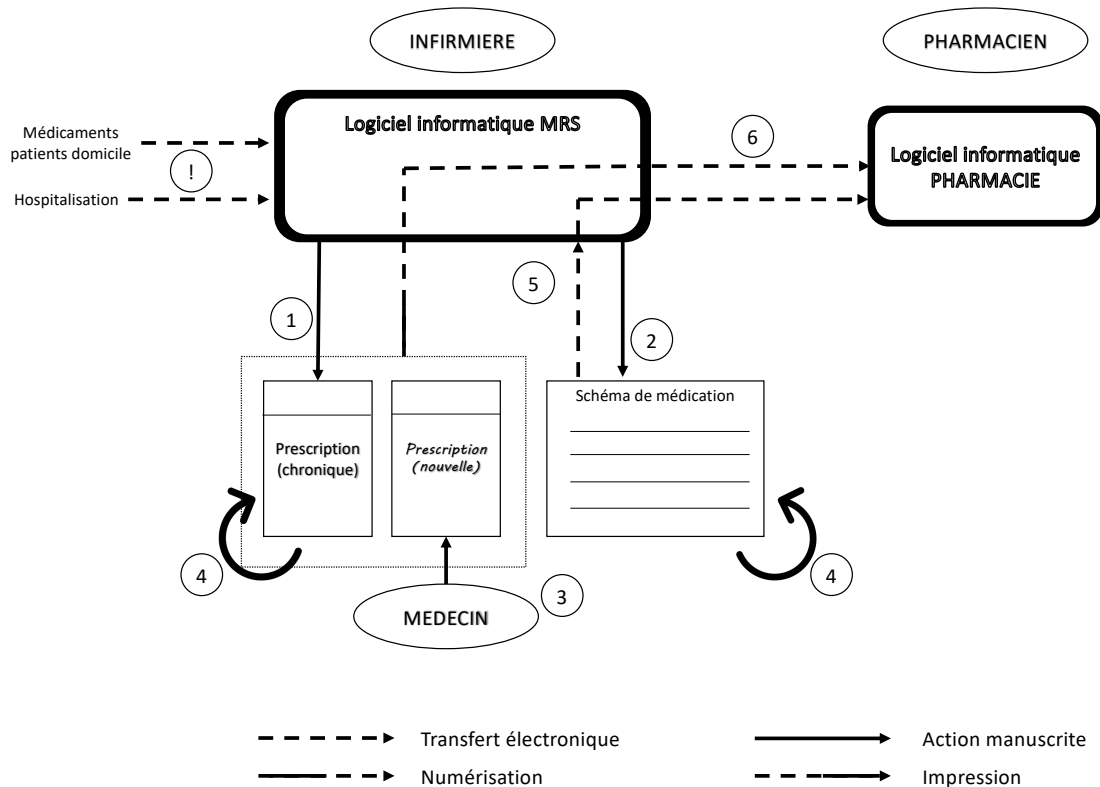 INFIRMIERE
PHARMACIEN
Logiciel informatique MRS
Médicaments
patients domicile
!
Hospitalisation
6
Logiciel informatique
PHARMACIE
1
5
2
Prescription
(chronique)
Prescription
(nouvelle)
Schéma de médication
4
MEDECIN
3
4
Transfert électronique
Action manuscrite
Numérisation
Impression